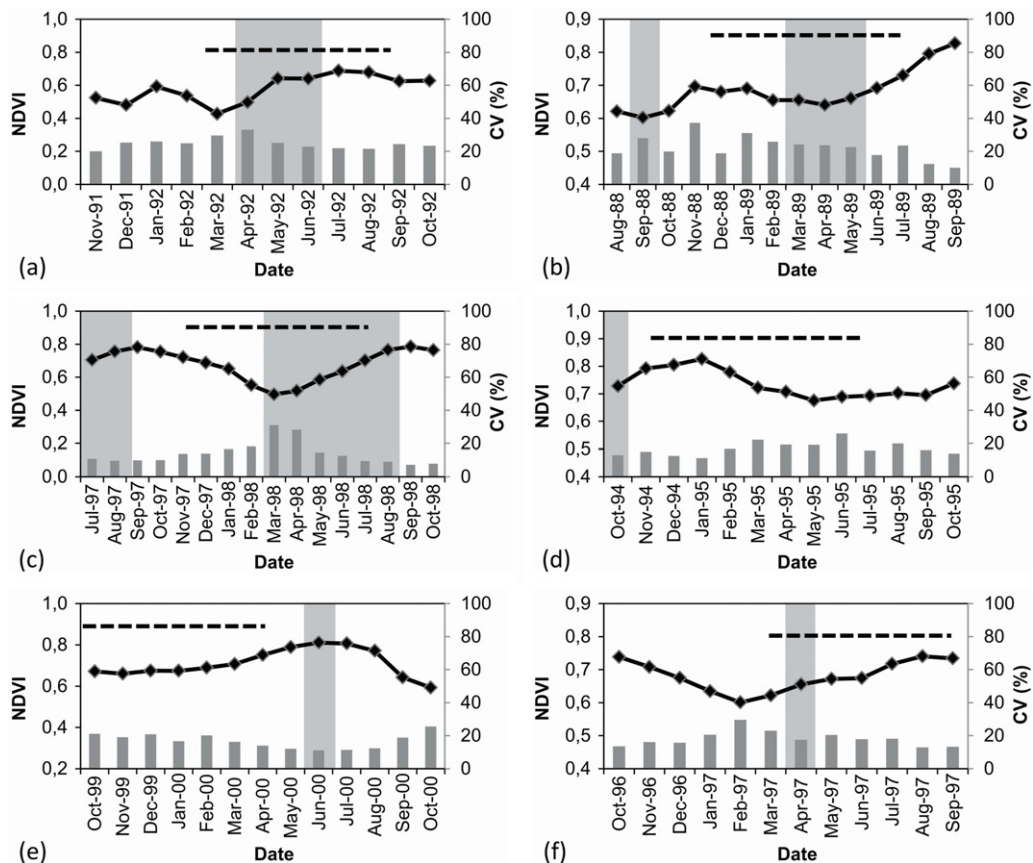 1,0
0,8
0,6
0,4
0,2
0,0
NDVI
100
80
60
40
20
0
CV (%)
Nov-91
Dec-91
Jan-92
Feb-92
Mar-92
Apr-92
May-92
Jun-92
Jul-92
Aug-92
Sep-92
Oct-92
Date
(a)
0,9
0,8
0,7
0,6
0,5
0,4
NDVI
100
80
60
40
20
0
CV (%)
Aug-88
Sep-88
Oct-88
Nov-88
Dec-88
Jan-89
Feb-89
Mar-89
Apr-89
May-89
Jun-89
Jul-89
Aug-89
Sep-89
Date
(b)
1,0
0,8
0,6
0,4
0,2
0,0
NDVI
100
80
60
40
20
0
CV (%)
Jul-97
Aug-97
Sep-97
Oct-97
Nov-97
Dec-97
Jan-98
Feb-98
Mar-98
Apr-98
May-98
Jun-98
Jul-98
Aug-98
Sep-98
Oct-98
Date
(c)
1,0
0,9
0,8
0,7
0,6
0,5
0,4
NDVI
100
80
60
40
20
0
CV (%)
Oct-94
Nov-94
Dec-94
Jan-95
Feb-95
Mar-95
Apr-95
May-95
Jun-95
Jul-95
Aug-95
Sep-95
Oct-95
Date
(d)
1,0
0,8
0,6
0,4
0,2
NDVI
100
80
60
40
20
0
CV (%)
Oct-99
Nov-99
Dec-99
Jan-00
Feb-00
Mar-00
Apr-00
May-00
Jun-00
Jul-00
Aug-00
Sep-00
Oct-00
Date
(e)
0,9
0,8
0,7
0,6
0,5
0,4
NDVI
100
80
60
40
20
0
CV (%)
Oct-96
Nov-96
Dec-96
Jan-97
Feb-97
Mar-97
Apr-97
May-97
Jun-97
Jul-97
Aug-97
Sep-97
Date
(f)